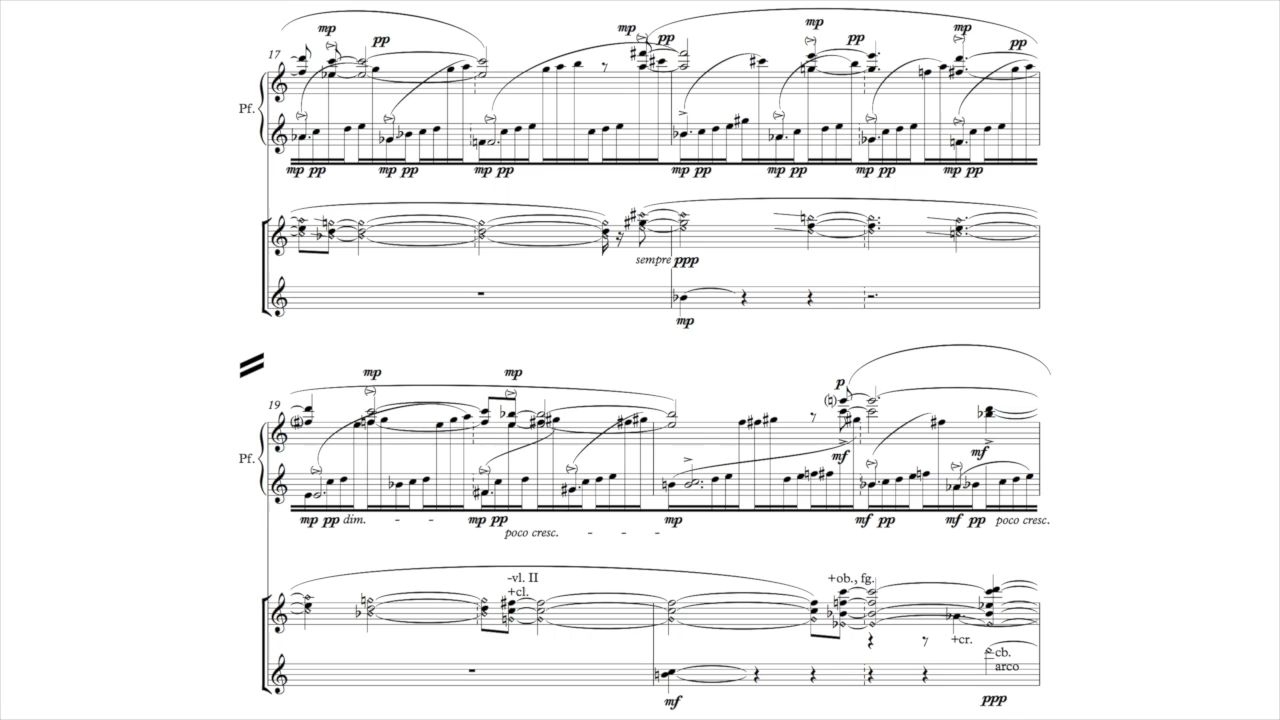 mp mp mp mp
pp pp pp pp
17
Pf.
mp pp mp pp mp pp mp pp mp pp mp pp mp pp
sempre ppp
mp
mp mp p
19
Pf.
mf mf
mp pp dim. - - mp pp mp mf pp mf pp poco cresc.
poco cresc. - - -
-vl. II +ob., fg.
+cl.
+cr.
cb.
arco
mf ppp